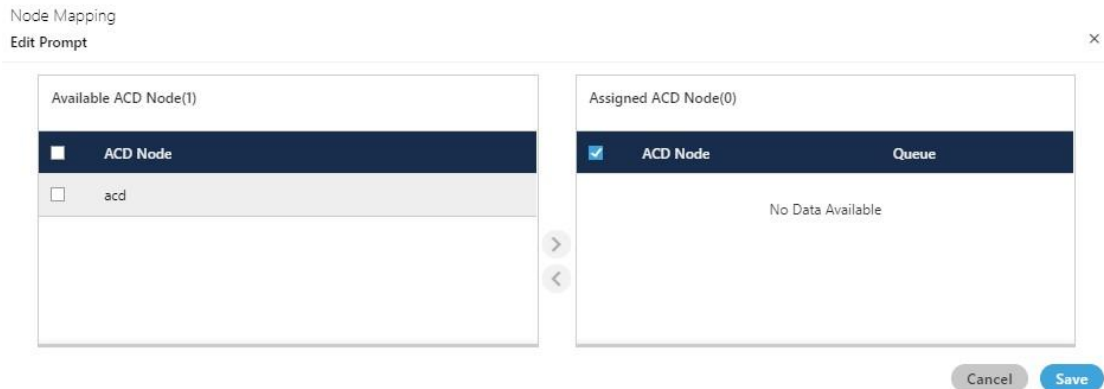 Node Mapping
Edit Prompt
Available ACD Node(1)
Assigned ACD Node(0)
ACD Node
ACD Node Queue
acd
No Data Available
Cancel Save